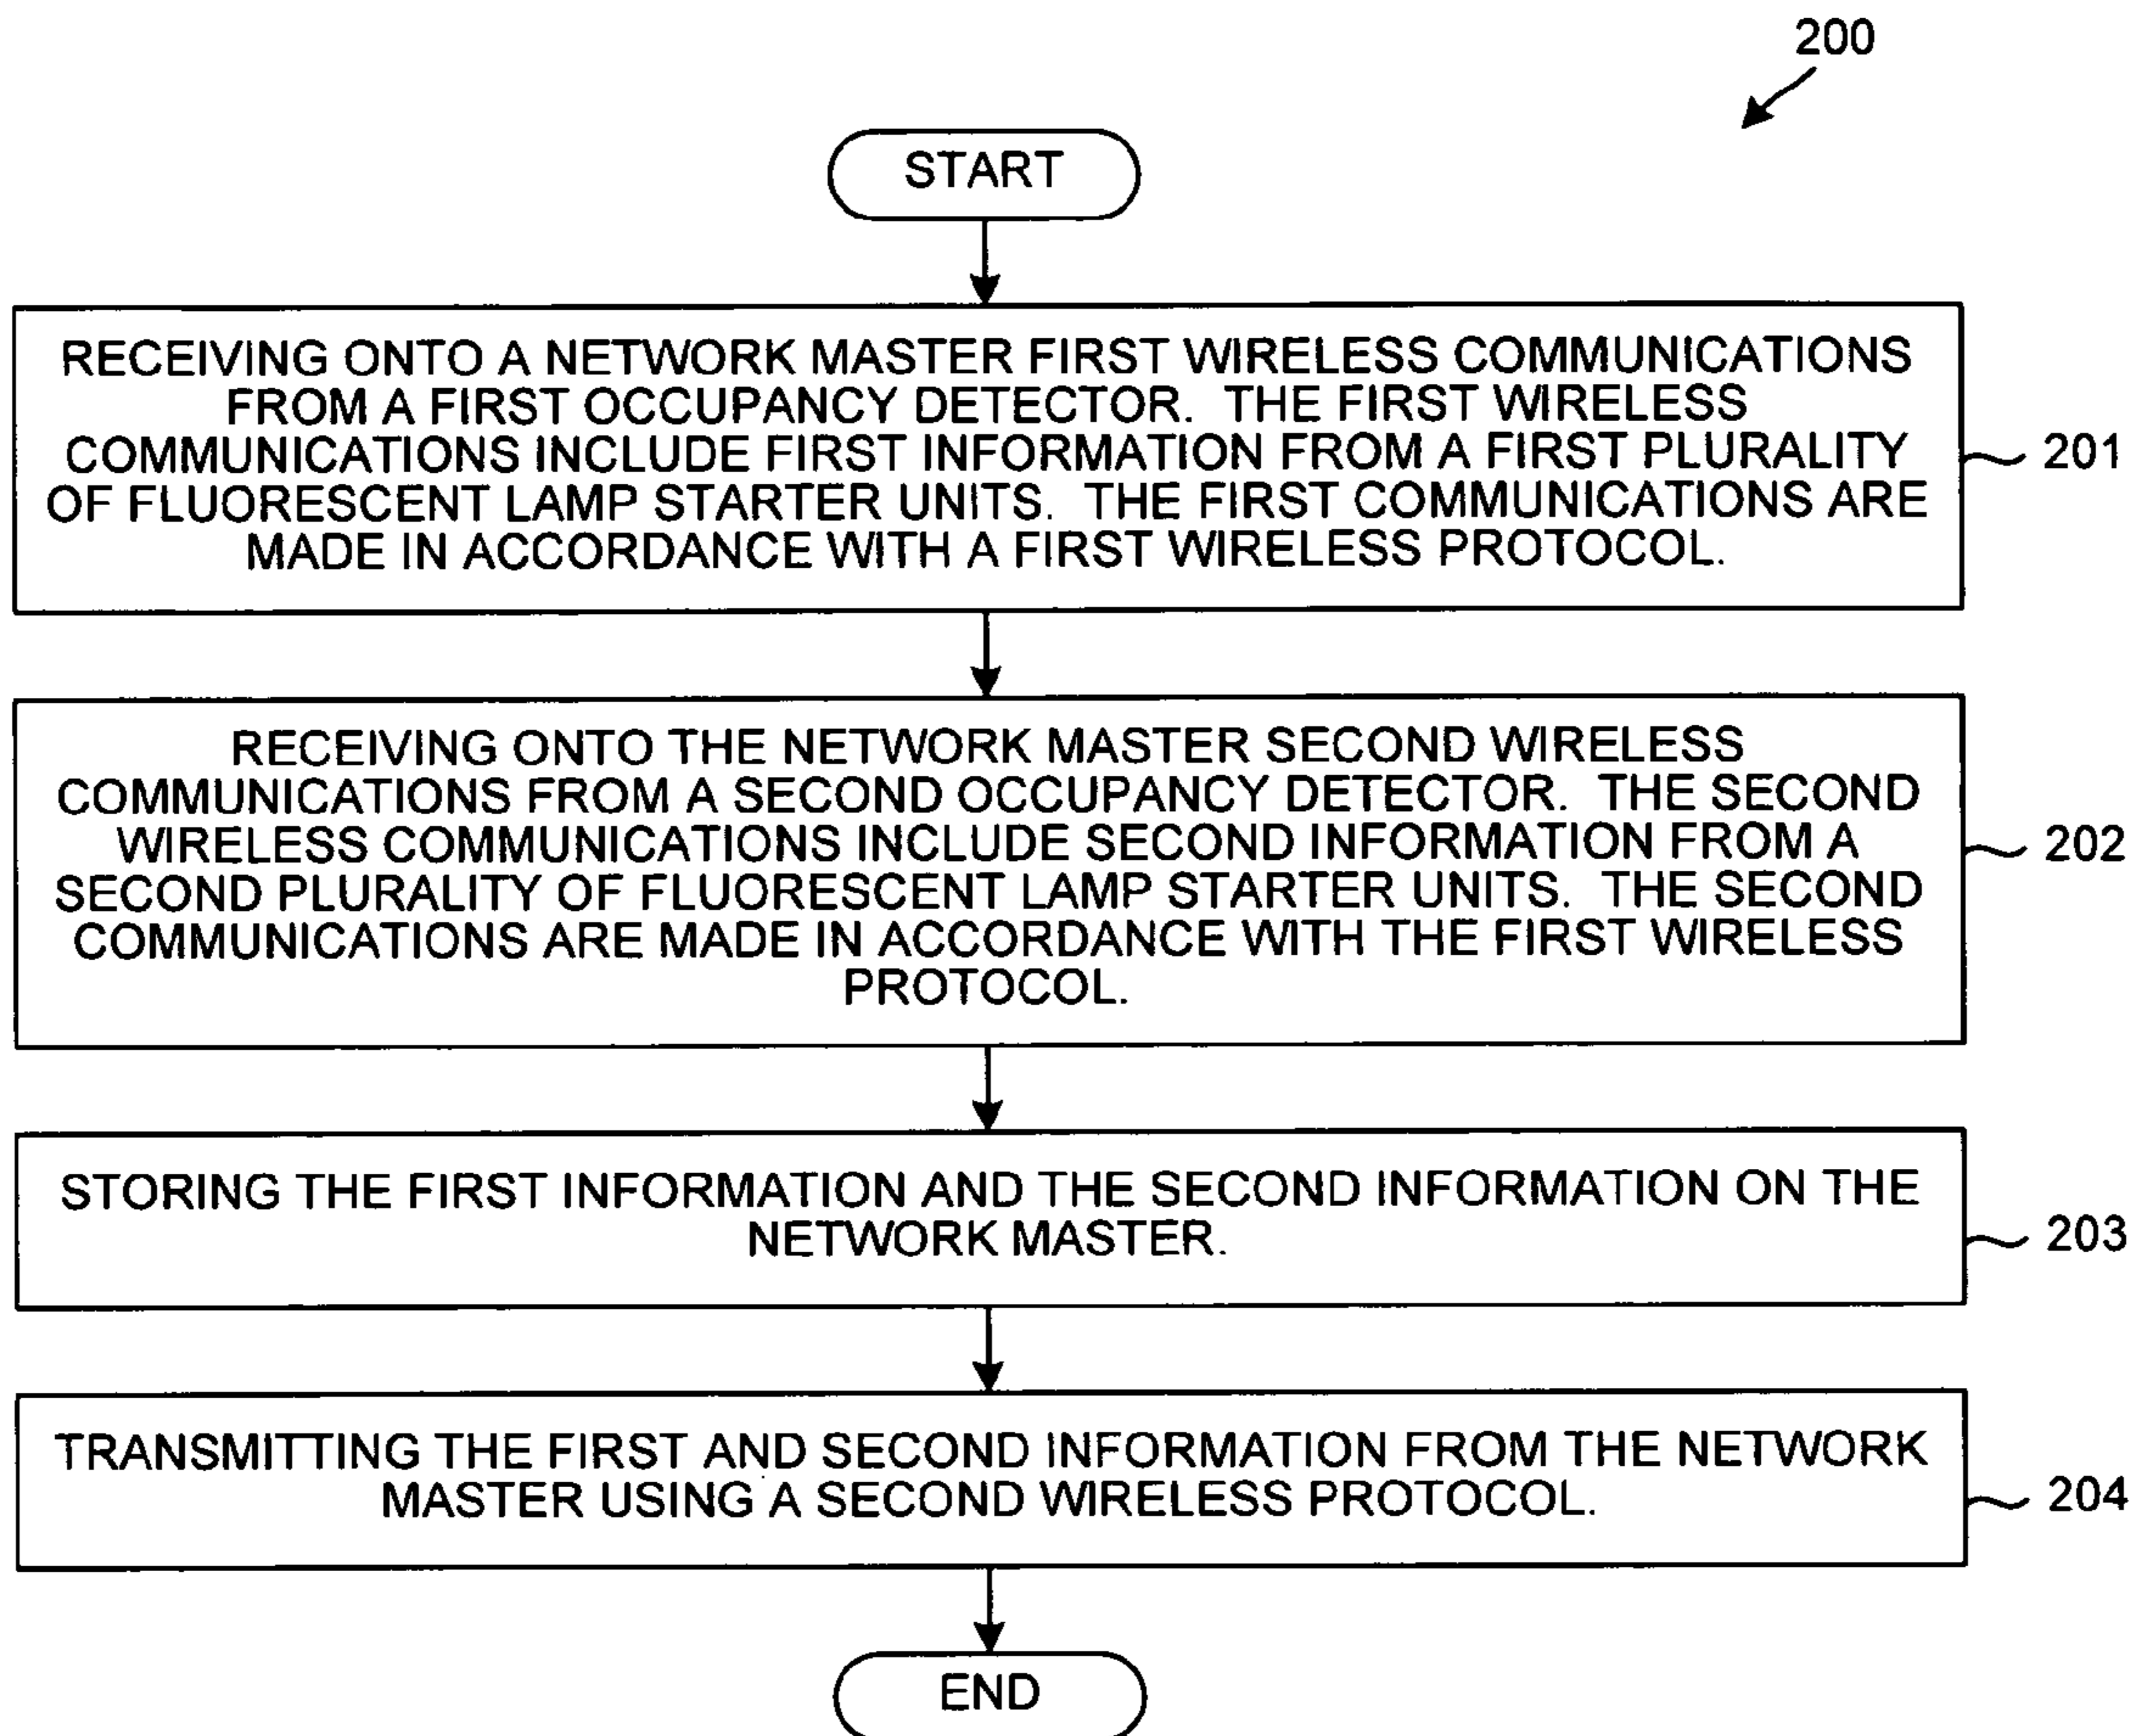 200
START
RECEIVING ONTO A NETWORK MASTER FIRST WIRELESS COMMUNICATIONS
FROM A FIRST OCCUPANCY DETECTOR. THE FIRST WIRELESS
COMMUNICATIONS INCLUDE FIRST INFORMATION FROM A FIRST PLURALITY
OF FLUORESCENT LAMP STARTER UNITS. THE FIRST COMMUNICATIONS ARE
MADE IN ACCORDANCE WITH A FIRST WIRELESS PROTOCOL.
201
RECEIVING ONTO THE NETWORK MASTER SECOND WIRELESS
COMMUNICATIONS FROM A SECOND OCCUPANCY DETECTOR. THE SECOND
WIRELESS COMMUNICATIONS INCLUDE SECOND INFORMATION FROM A
SECOND PLURALITY OF FLUORESCENT LAMP STARTER UNITS. THE SECOND
COMMUNICATIONS ARE MADE IN ACCORDANCE WITH THE FIRST WIRELESS
PROTOCOL.
202
STORING THE FIRST INFORMATION AND THE SECOND INFORMATION ON THE
NETWORK MASTER.
203
TRANSMITTING THE FIRST AND SECOND INFORMATION FROM THE NETWORK
MASTER USING A SECOND WIRELESS PROTOCOL.
204
END